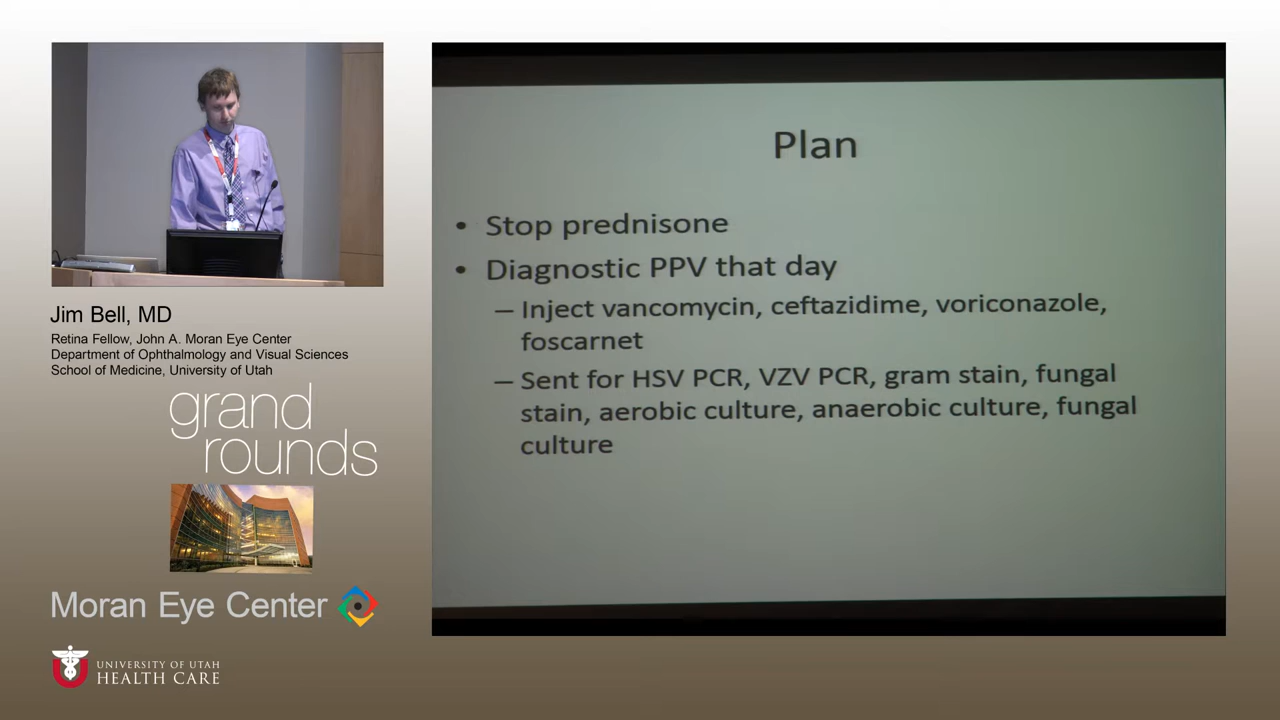 Plan
• Stop prednisone
• Diagnostic PPV that day
– Inject vancomycin, ceftazidime, voriconazole,
foscarnet
– Sent for HSV PCR, VZV PCR, gram stain, fungal
stain, aerobic culture, anaerobic culture, fungal
culture
Jim Bell, MD
Retina Fellow, John A. Moran Eye Center
Department of Ophthalmology and Visual Sciences
School of Medicine, University of Utah
grand
rounds
Moran Eye Center
UNIVERSITY OF UTAH
HEALTH CARE